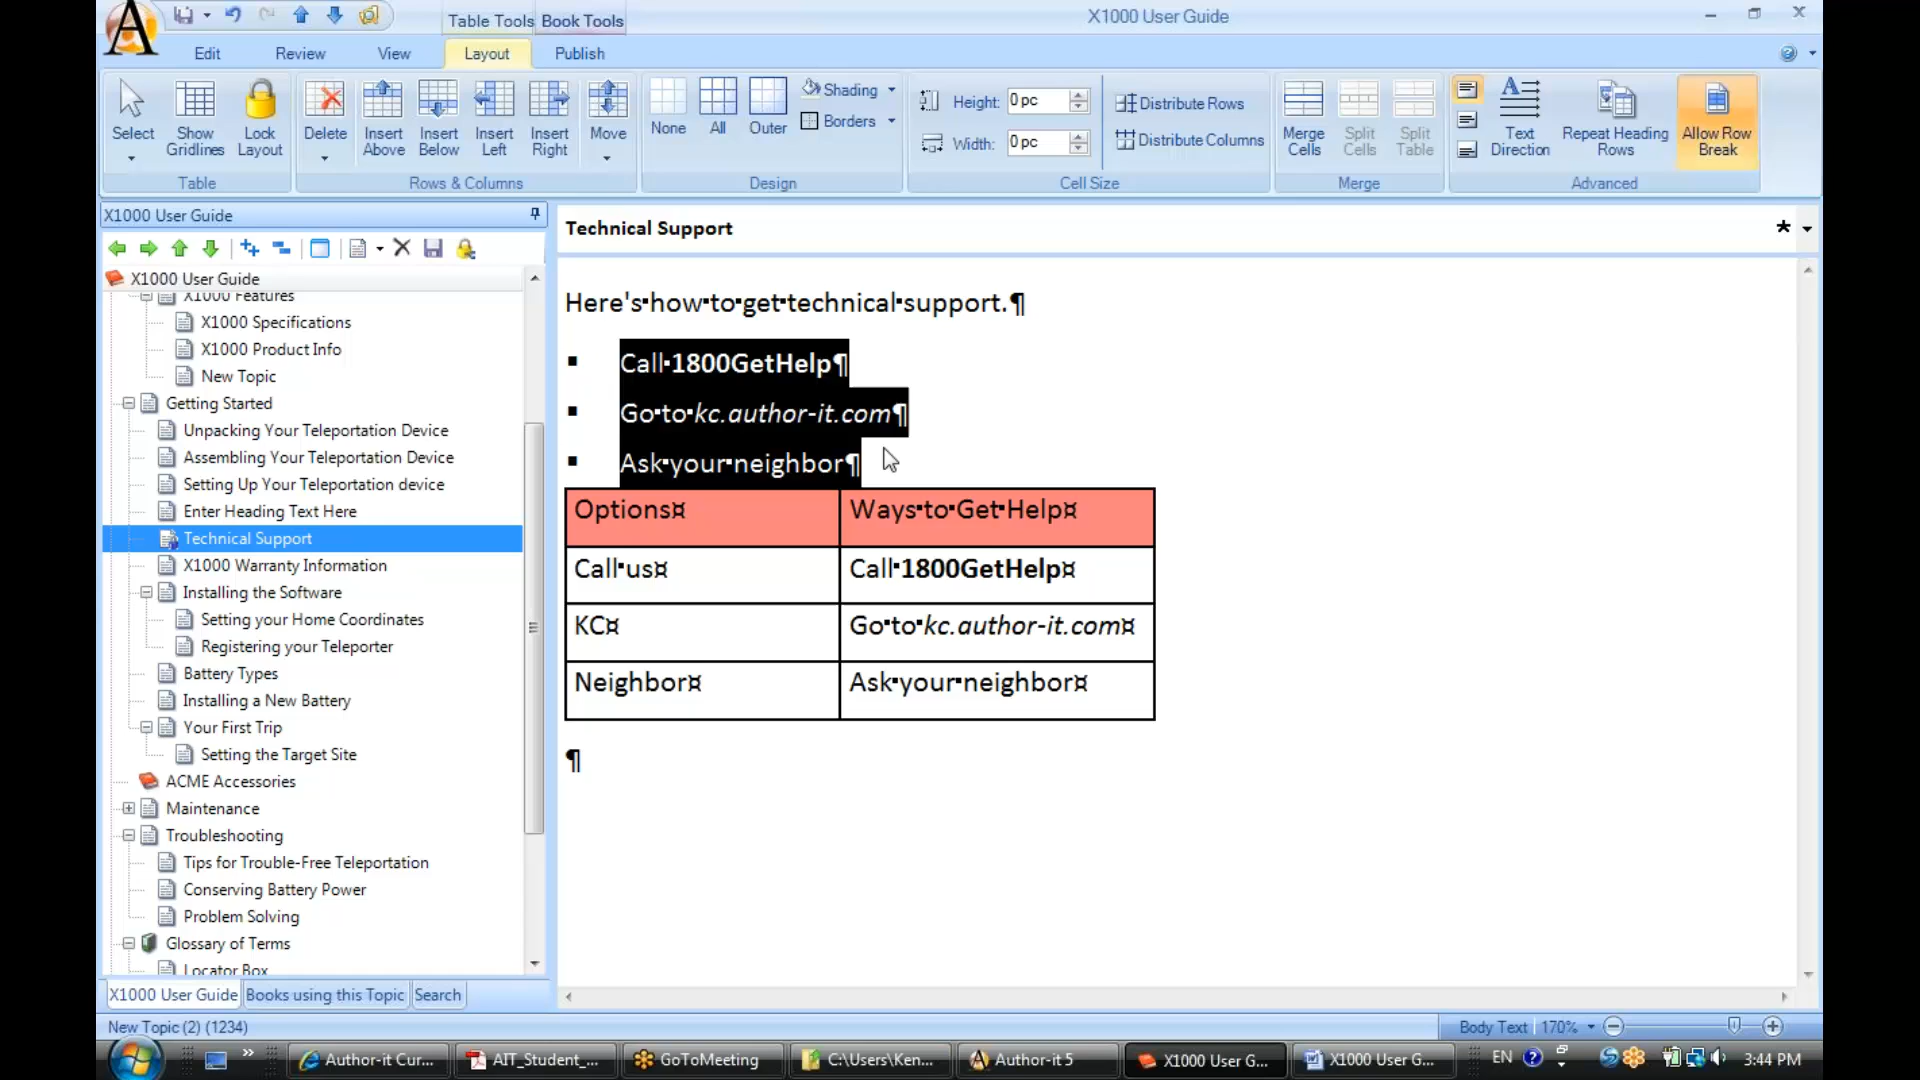 Table Tools Book Tools X1000 User Guide
Edit Review View Layout Publish
Select
Show Gridlines
Lock Layout
Table
Delete
Insert Above
Insert Below
Insert Left
Insert Right
Move
Rows & Columns
None
All
Outer
Shading
Borders
Design
Height: 0 pc
Width: 0 pc
Distribute Rows
Distribute Columns
Cell Size
Merge Cells
Split Cells
Split Table
Merge
Text Direction
Repeat Heading Rows
Allow Row Break
Advanced
X1000 User Guide
X1000 User Guide
X1000 Features
X1000 Specifications
X1000 Product Info
New Topic
Getting Started
Unpacking Your Teleportation Device
Assembling Your Teleportation Device
Setting Up Your Teleportation device
Enter Heading Text Here
Technical Support
X1000 Warranty Information
Installing the Software
Setting your Home Coordinates
Registering your Teleporter
Battery Types
Installing a New Battery
Your First Trip
Setting the Target Site
ACME Accessories
Maintenance
Troubleshooting
Tips for Trouble-Free Teleportation
Conserving Battery Power
Problem Solving
Glossary of Terms
Locator Box
X1000 User Guide Books using this Topic Search
Technical Support *
Here's·how·to·get·technical·support.¶
▪ Call·1800GetHelp¶
▪ Go·to·kc.author-it.com¶
▪ Ask·your·neighbor¶
Options¤ Ways·to·Get·Help¤
Call·us¤ Call·1800GetHelp¤
KC¤ Go·to·kc.author-it.com¤
Neighbor¤ Ask·your·neighbor¤
¶
New Topic (2) (1234) Body Text 170%
Author-it Cur... AIT_Student_... GoToMeeting C:\Users\Ken... Author-it 5 X1000 User G... X1000 User G... EN 3:44 PM